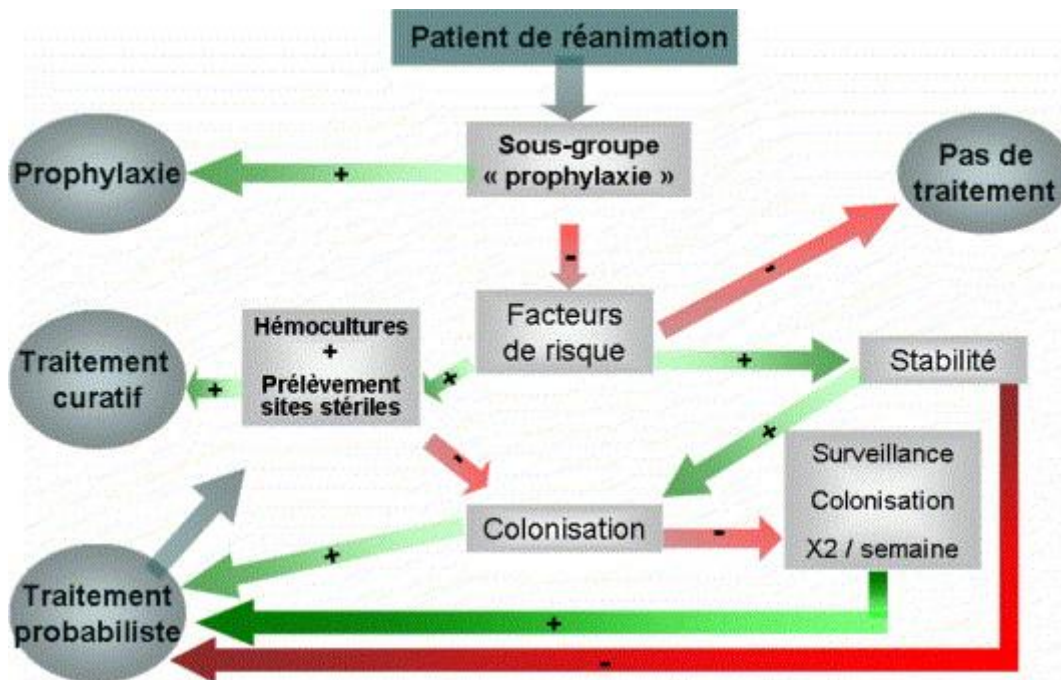 Patient de réanimation
Prophylaxie
+
Sous-groupe
« prophylaxie »
Pas de
traitement
-
-
Hémocultures
+
Prélèvement
sites stériles
Facteurs
de risque
+
Stabilité
Traitement
curatif
+
+
+
-
Surveillance
Colonisation
X2 / semaine
Colonisation
-
+
Traitement
probabiliste
+
-